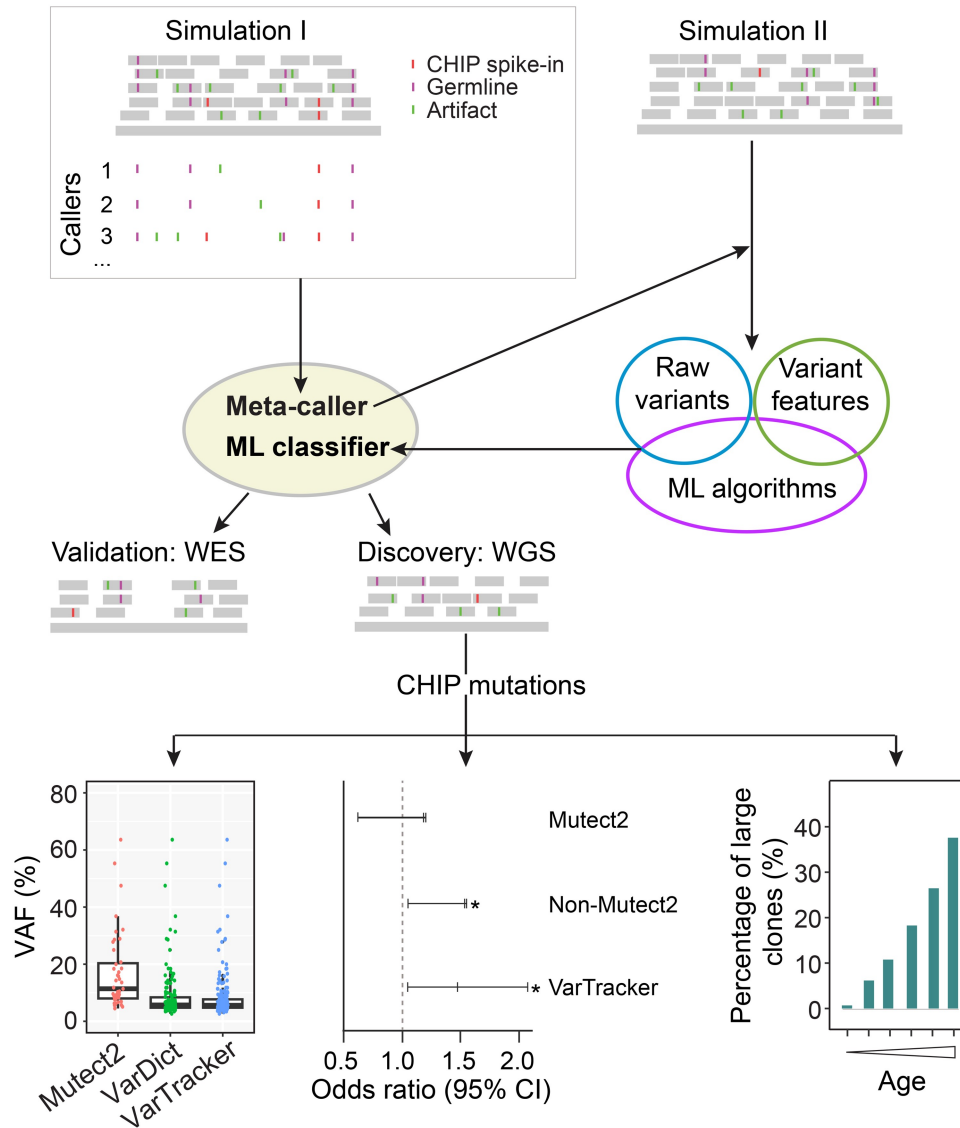 Simulation I
CHIP spike-in
Germline
Artifact
Simulation II
Callers
1
2
3
...
Raw
variants
Variant
features
ML algorithms
Meta-caller
ML classifier
Validation: WES
Discovery: WGS
CHIP mutations
VAF (%)
80
60
40
20
0
Mutect2
VarDict
VarTracker
Mutect2
Non-Mutect2
*
VarTracker
*
0.5
1.0
1.5
2.0
Odds ratio (95% CI)
Percentage of large
clones (%)
40
30
20
10
0
Age